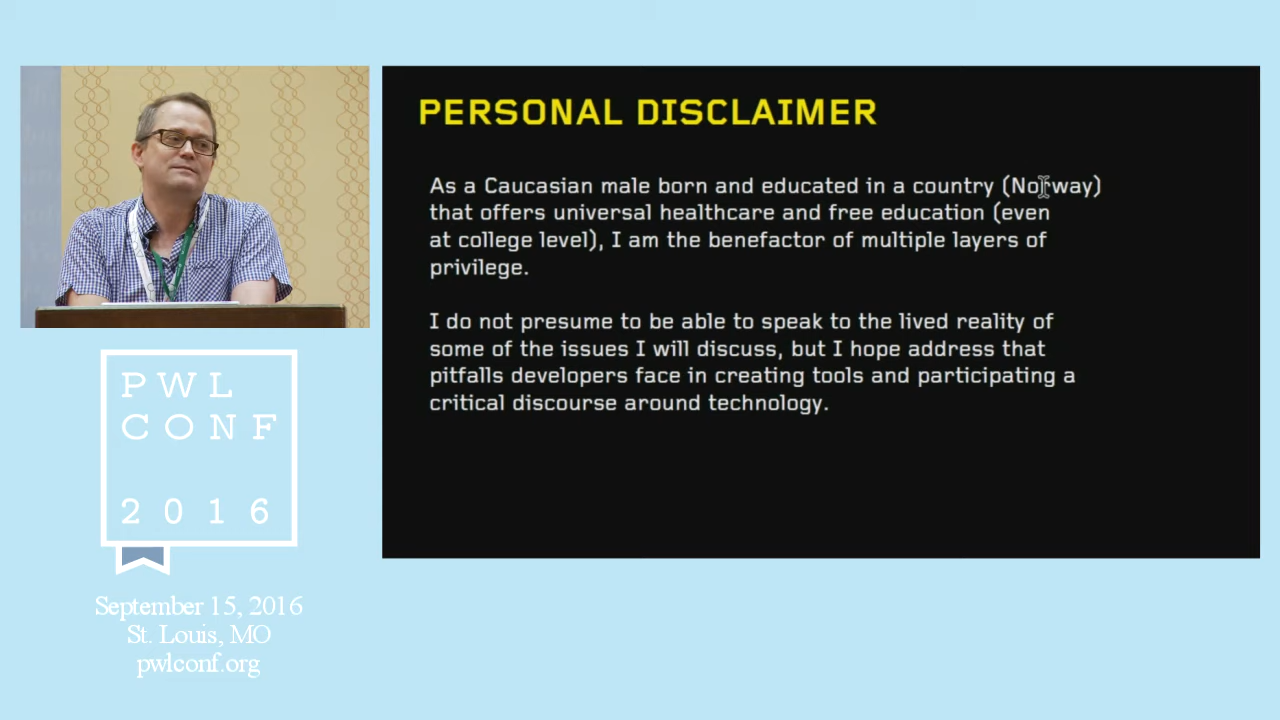 PERSONAL DISCLAIMER
As a Caucasian male born and educated in a country (Norway)
that offers universal healthcare and free education (even
at college level), I am the benefactor of multiple layers of
privilege.
I do not presume to be able to speak to the lived reality of
some of the issues I will discuss, but I hope address that
pitfalls developers face in creating tools and participating a
critical discourse around technology.
PWL
CONF
2016
September 15, 2016
St. Louis, MO
pwlconf.org